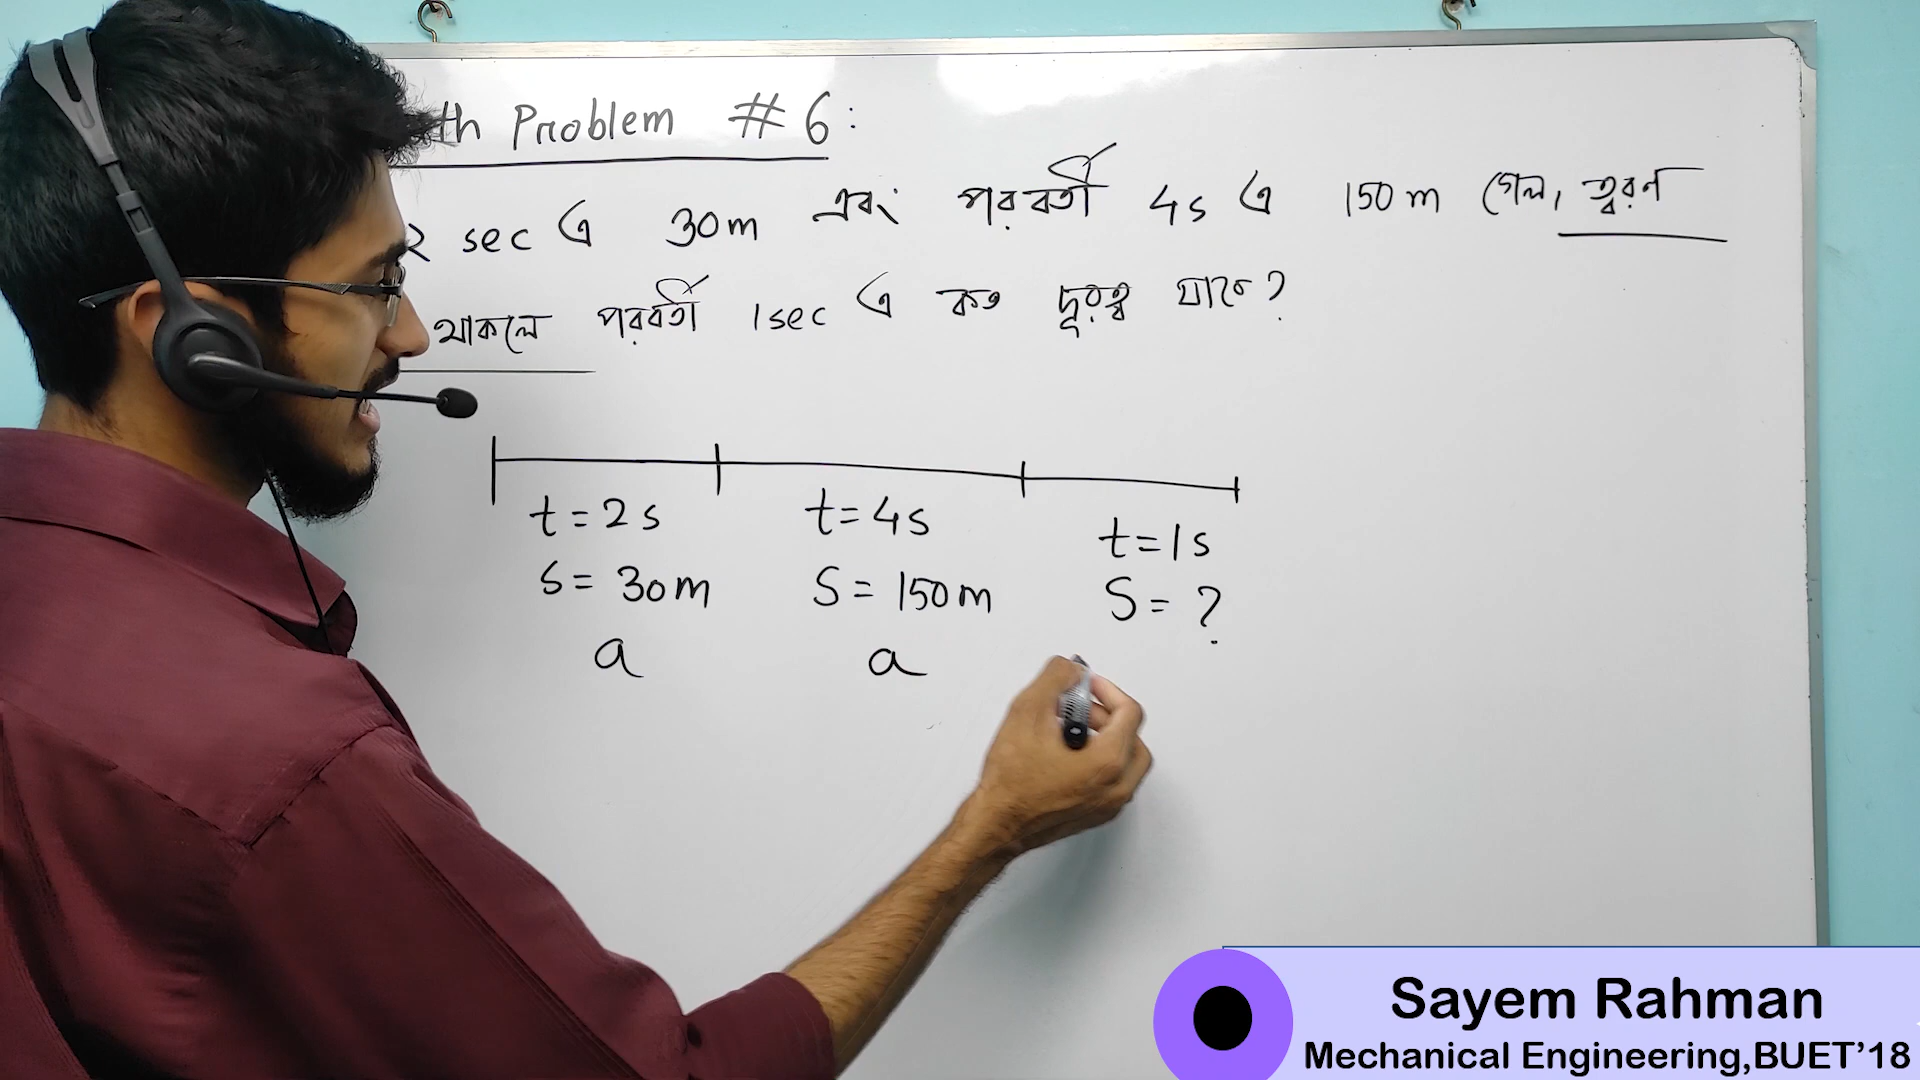 th Problem # 6:
২ sec এ 30m এবং পরবর্তী 4s এ 150m গেল, ত্বরণ
থাকলে পরবর্তী 1sec এ কত দূরত্ব যাবে?
t=2s t=4s t=1s
S= 30m S= 150m S= ?
a a
Sayem Rahman
Mechanical Engineering,BUET’18